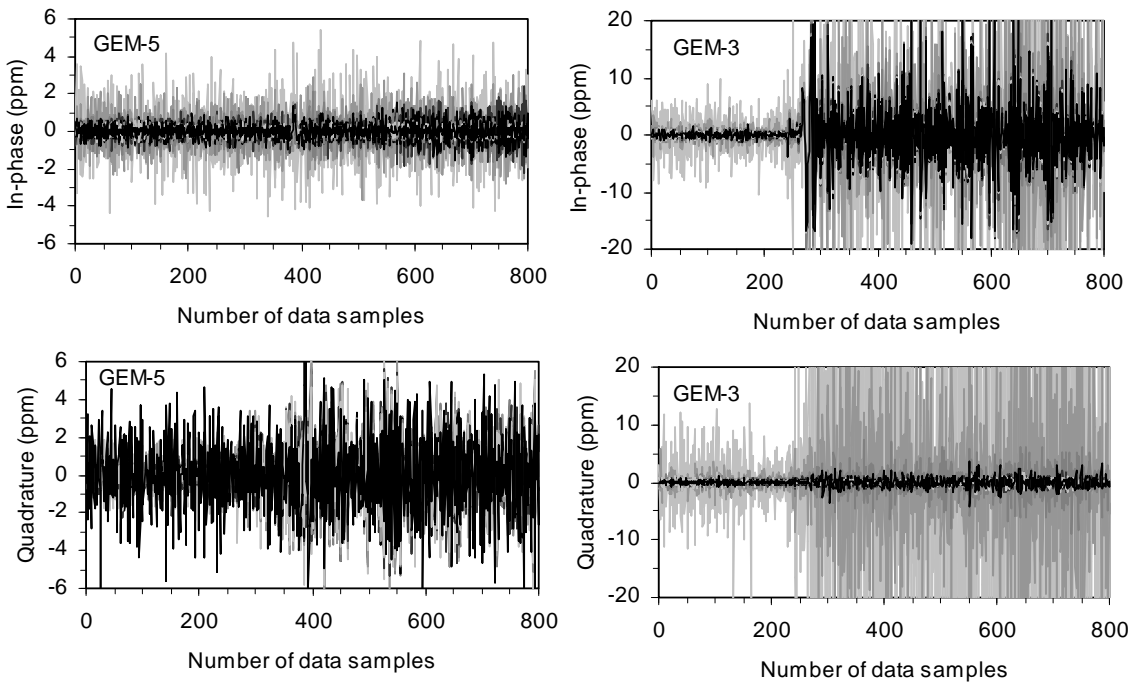 In-phase (ppm)
6
4
2
0
-2
-4
-6
GEM-5
0 200 400 600 800
Number of data samples
In-phase (ppm)
20
10
0
-10
-20
GEM-3
0 200 400 600 800
Number of data samples
Quadrature (ppm)
6
4
2
0
-2
-4
-6
GEM-5
0 200 400 600 800
Number of data samples
Quadrature (ppm)
20
10
0
-10
-20
GEM-3
0 200 400 600 800
Number of data samples